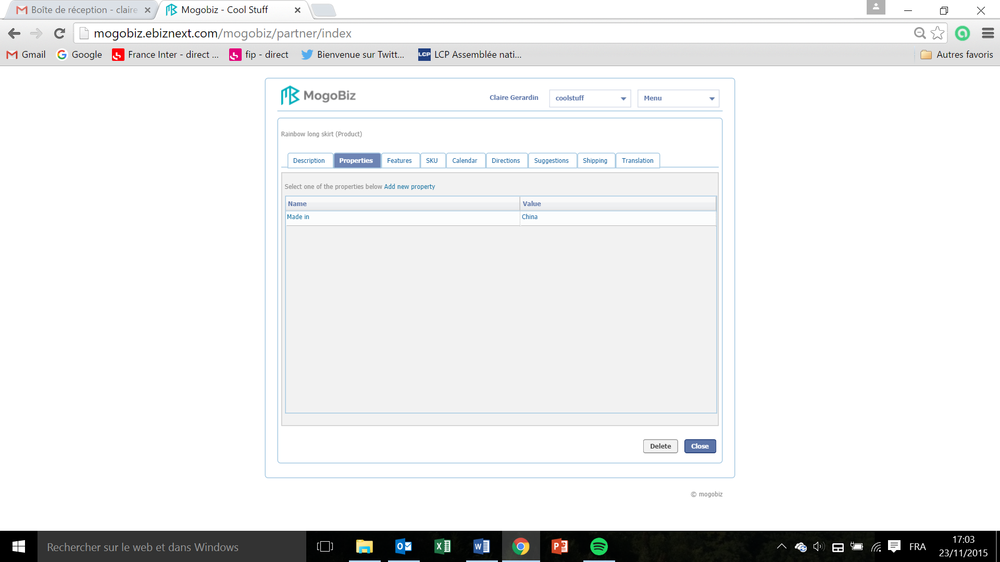 Boîte de réception - claire
Mogobiz - Cool Stuff
mogobiz.ebiznext.com/mogobiz/partner/index
Gmail Google France Inter - direct ... fip - direct Bienvenue sur Twitt... LCP LCP Assemblée nati... Autres favoris
MogoBiz
Claire Gerardin coolstuff Menu
Rainbow long skirt (Product)
Description Properties Features SKU Calendar Directions Suggestions Shipping Translation
Select one of the properties below Add new property
Name Value
Made in China
Delete Close
© mogobiz
Rechercher sur le web et dans Windows
FRA
17:03
23/11/2015